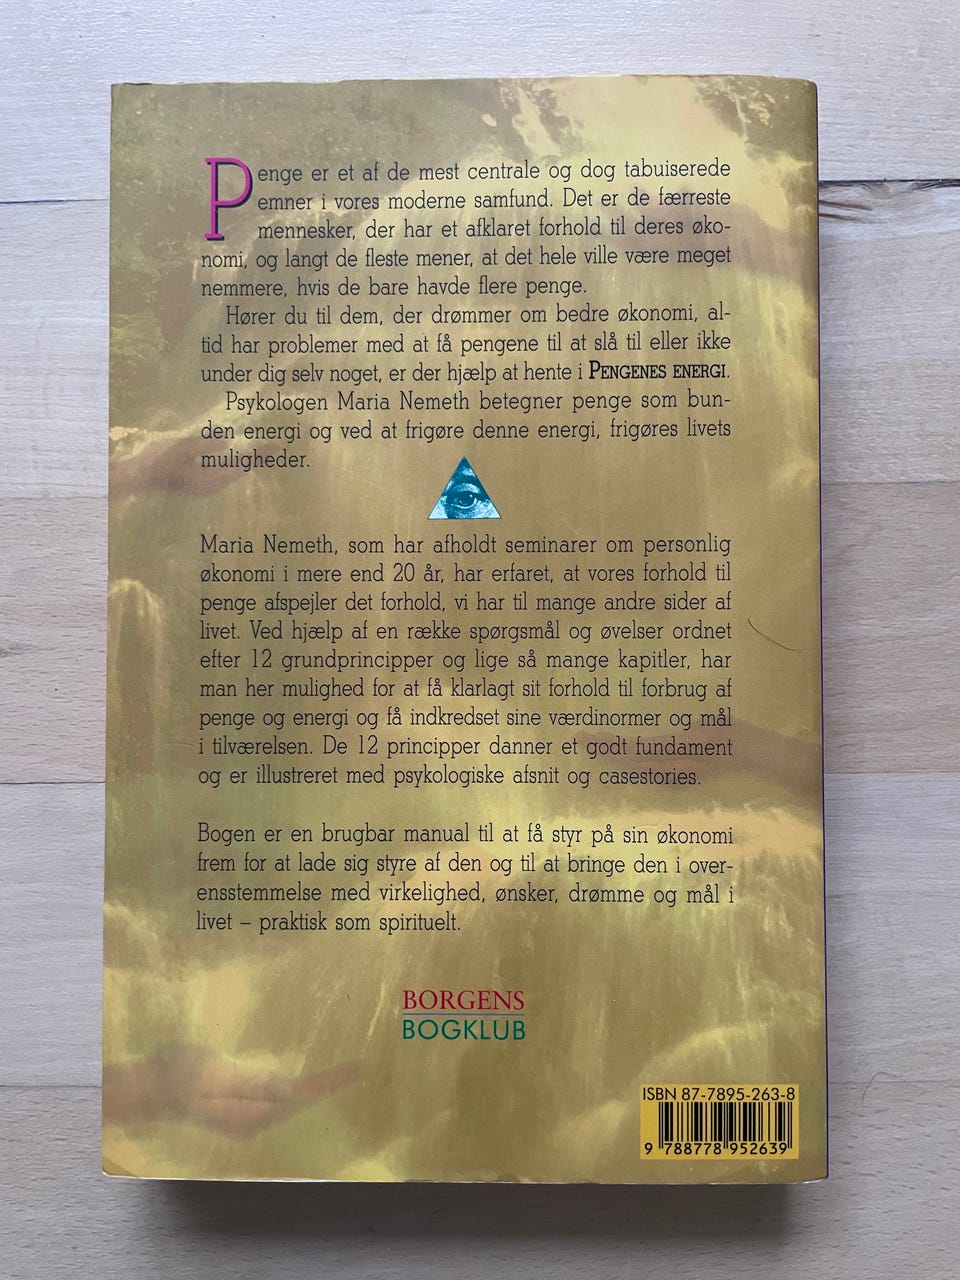 Penge er et af de mest centrale og dog tabuiserede
emner i vores moderne samfund. Det er de færreste
mennesker, der har et afklaret forhold til deres øko-
nomi, og langt de fleste mener, at det hele ville være meget
nemmere, hvis de bare havde flere penge.
Hører du til dem, der drømmer om bedre økonomi, al-
tid har problemer med at få pengene til at slå til eller ikke
under dig selv noget, er der hjælp at hente i PENGENES ENERGI.
Psykologen Maria Nemeth betegner penge som bun-
den energi og ved at frigøre denne energi, frigøres livets
muligheder.
Maria Nemeth, som har afholdt seminarer om personlig
økonomi i mere end 20 år, har erfaret, at vores forhold til
penge afspejler det forhold, vi har til mange andre sider af
livet. Ved hjælp af en række spørgsmål og øvelser ordnet
efter 12 grundprincipper og lige så mange kapitler, har
man her mulighed for at få klarlagt sit forhold til forbrug af
penge og energi og få indkredset sine værdinormer og mål
i tilværelsen. De 12 principper danner et godt fundament
og er illustreret med psykologiske afsnit og casestories.
Bogen er en brugbar manual til at få styr på sin økonomi
frem for at lade sig styre af den og til at bringe den i over-
ensstemmelse med virkelighed, ønsker, drømme og mål i
livet – praktisk som spirituelt.
BORGENS
BOGKLUB
ISBN 87-7895-263-8
9 788778 952639